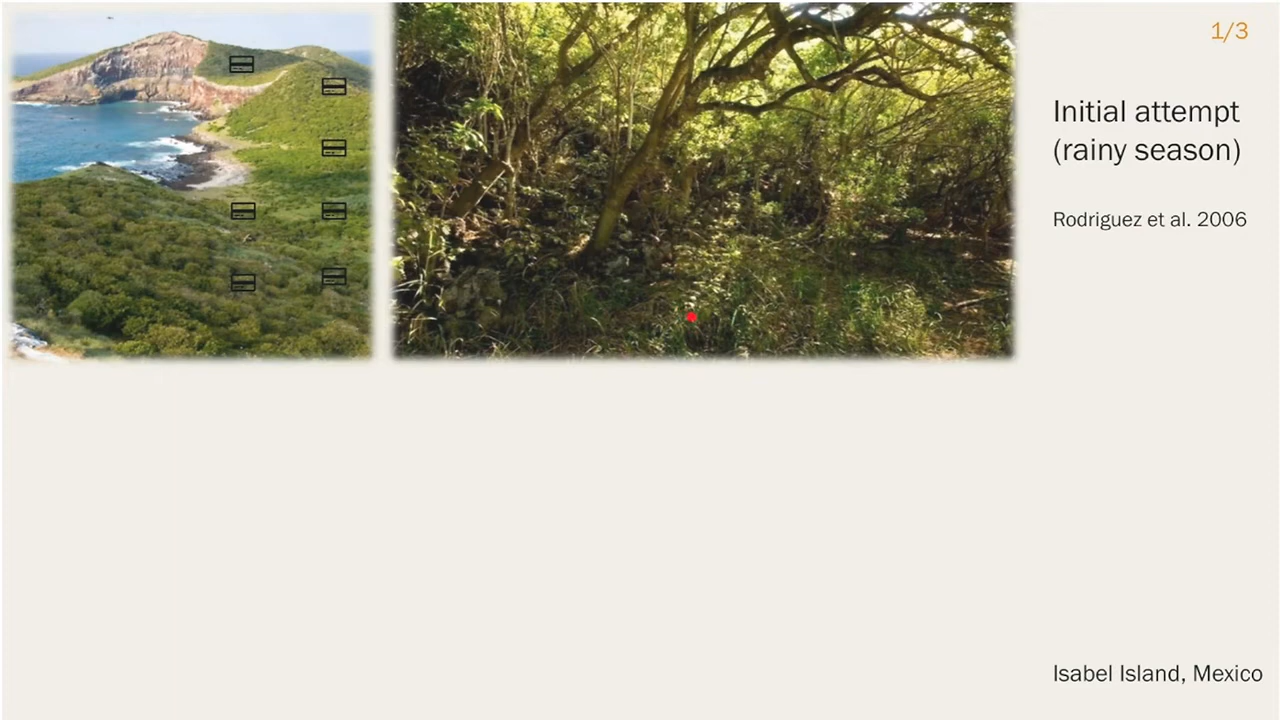 1/3
Initial attempt
(rainy season)
Rodriguez et al. 2006
Isabel Island, Mexico